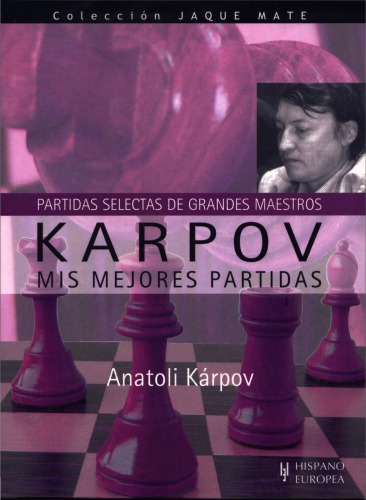 Colección JAQUE MATE
PARTIDAS SELECTAS DE GRANDES MAESTROS
KARPOV
MIS MEJORES PARTIDAS
Anatoli Kárpov
HISPANO
EUROPEA